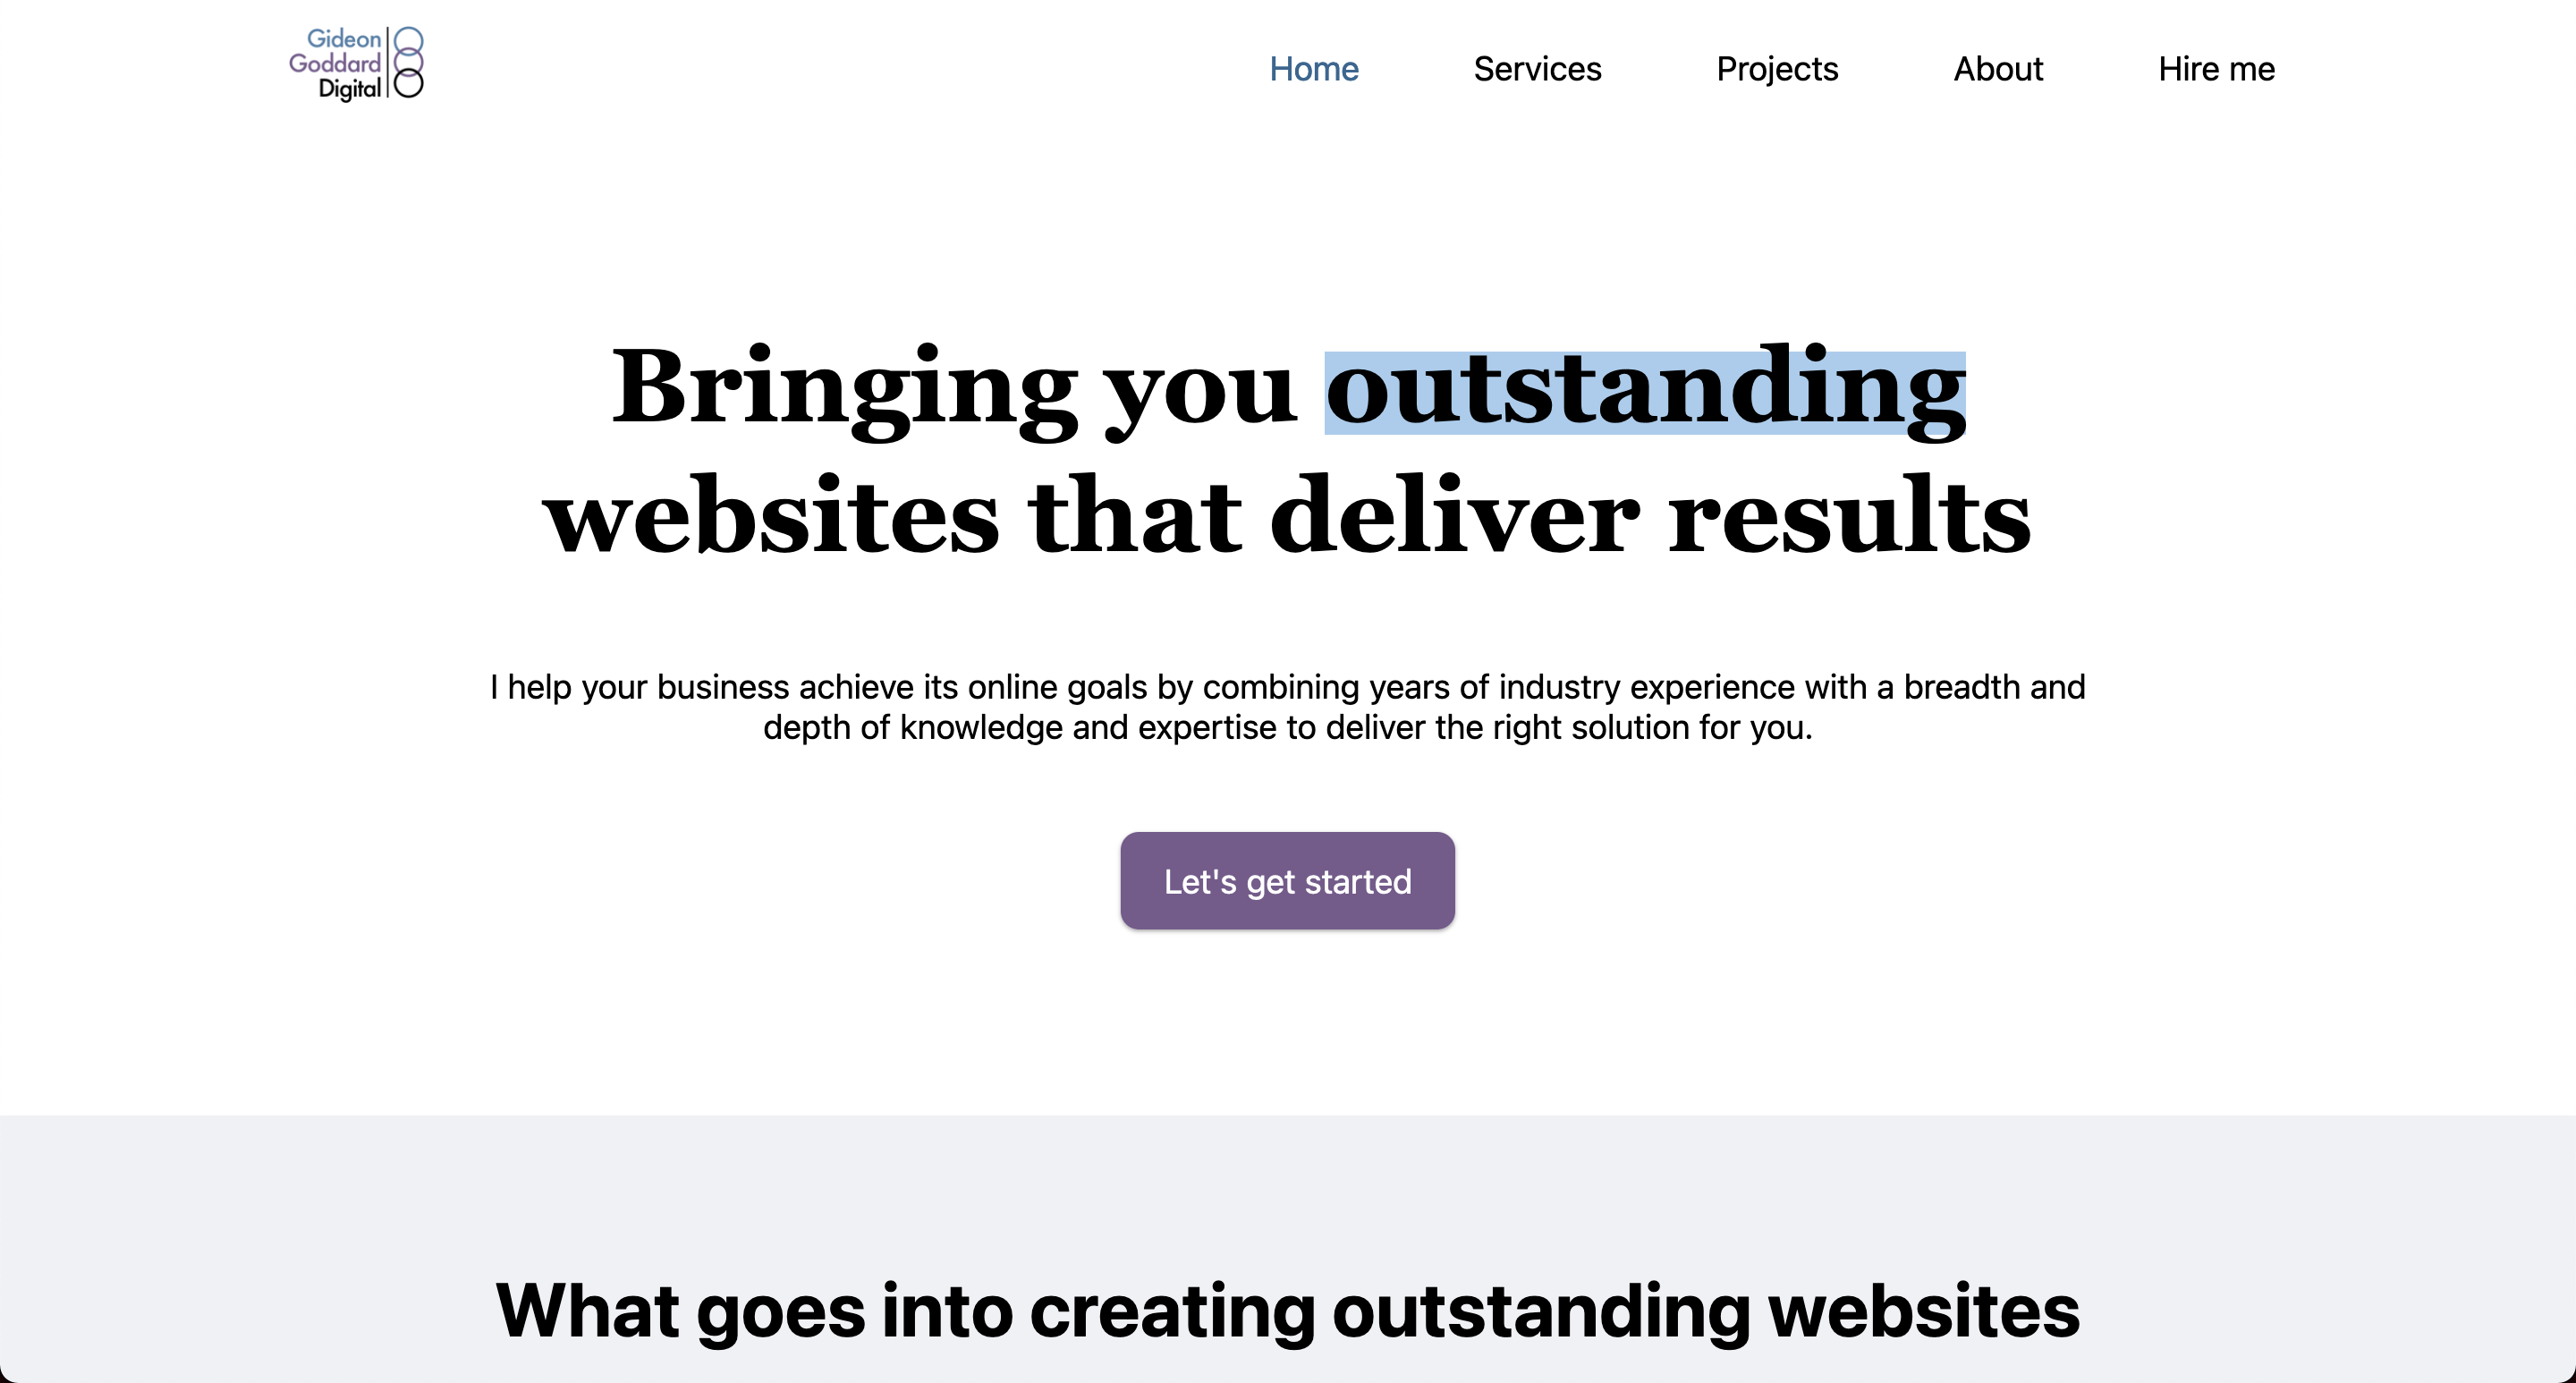 Gideon
Goddard
Digital
Home Services Projects About Hire me
Bringing you outstanding
websites that deliver results
I help your business achieve its online goals by combining years of industry experience with a breadth and
depth of knowledge and expertise to deliver the right solution for you.
Let's get started
What goes into creating outstanding websites